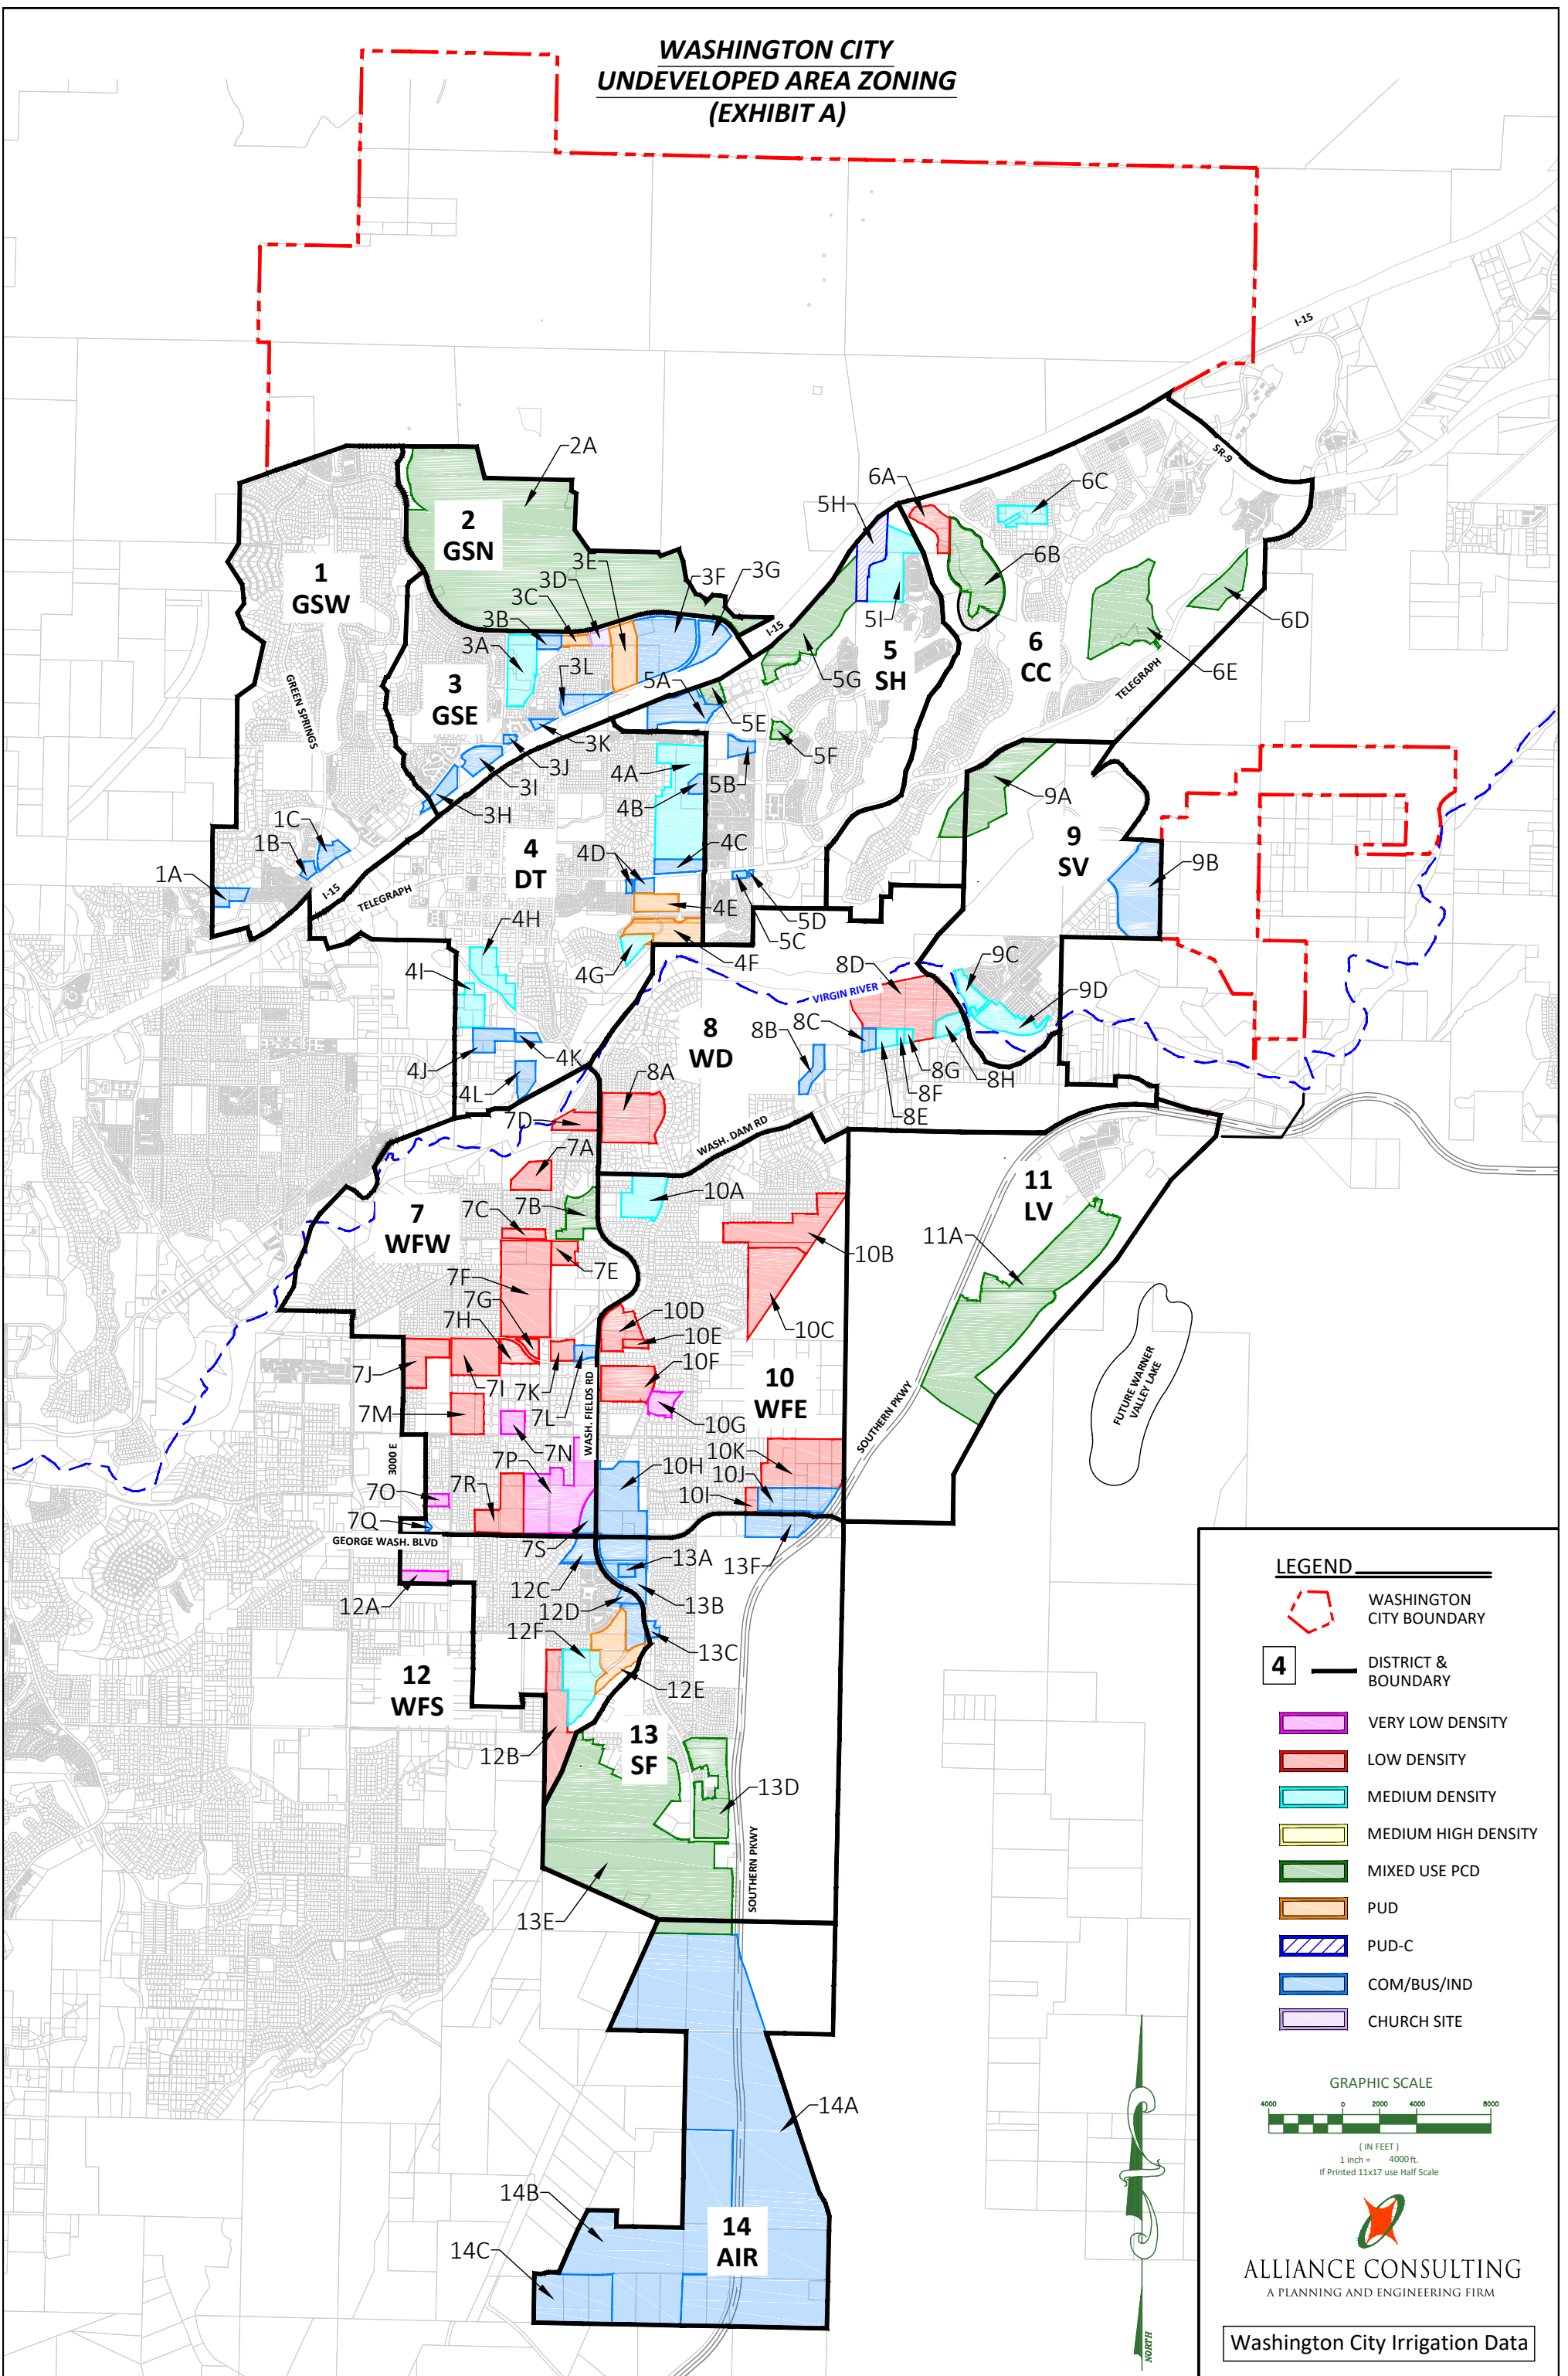 WASHINGTON CITY
UNDEVELOPED AREA ZONING
(EXHIBIT A)
I-15
SR-9
2A
6A
6C
5H
2
GSN
3E
3D
3F
3G
3C
3B
3A
6B
1
GSW
5I
6D
I-15
6
CC
5
SH
3L
5A
5G
6E
TELEGRAPH
GREEN SPRINGS
3
GSE
5E
3K
3J
5F
3I
4A
5B
3H
4B
9A
1C
1B
4
DT
4C
9
SV
9B
4D
1A
I-15
TELEGRAPH
4E
5D
5C
4H
4F
4G
4I
8D
9C
9D
VIRGIN RIVER
8
WD
8C
8B
4K
4J
8G
8H
8F
8E
4L
8A
7D
WASH. DAM RD
7A
11
LV
10A
7
WFW
7C
7B
11A
10B
7E
7F
7G
7H
10D
10E
10C
10F
7J
7I
7K
7L
10
WFE
FUTURE WARNER
VALLEY LAKE
7M
10G
WASH. FIELDS RD
SOUTHERN PKWY
7N
3000 E
7P
10H
10K
10J
7R
7O
10I
7Q
GEORGE WASH. BLVD
7S
13A
13F
12C
12A
12D
13B
12F
13C
12
WFS
12E
13
SF
12B
13D
SOUTHERN PKWY
13E
14A
14B
14
AIR
14C
LEGEND
WASHINGTON
CITY BOUNDARY
4
DISTRICT &
BOUNDARY
VERY LOW DENSITY
LOW DENSITY
MEDIUM DENSITY
MEDIUM HIGH DENSITY
MIXED USE PCD
PUD
PUD-C
COM/BUS/IND
CHURCH SITE
GRAPHIC SCALE
4000 0 2000 4000 8000
( IN FEET )
1 inch = 4000 ft.
If Printed 11x17 use Half Scale
NORTH
ALLIANCE CONSULTING
A PLANNING AND ENGINEERING FIRM
Washington City Irrigation Data